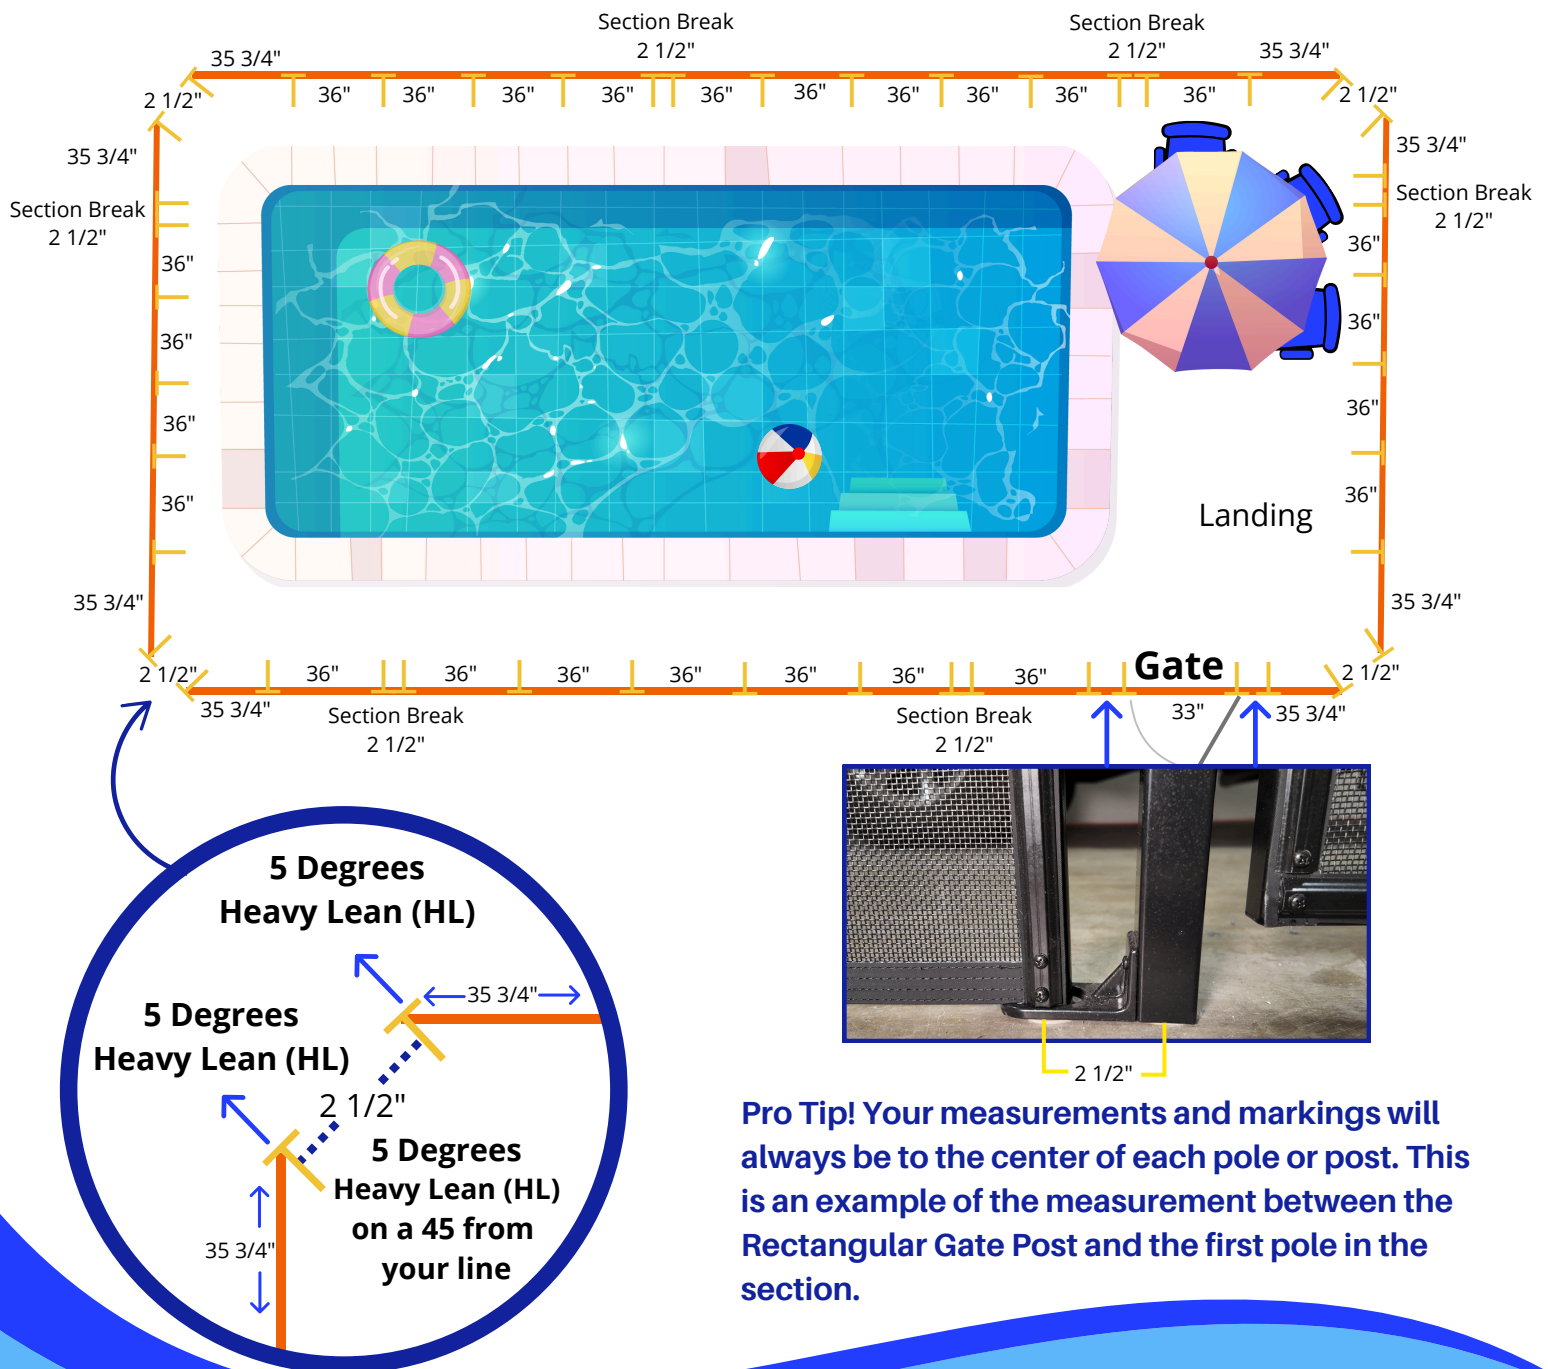 Section Break
2 1/2"
Section Break
2 1/2"
35 3/4"
35 3/4"
36"
36"
36"
36"
36"
36"
36"
36"
36"
36"
2 1/2"
2 1/2"
35 3/4"
35 3/4"
Section Break
2 1/2"
Section Break
2 1/2"
36"
36"
36"
36"
36"
36"
36"
36"
Landing
35 3/4"
35 3/4"
2 1/2"
36"
36"
36"
36"
36"
36"
36"
Gate
2 1/2"
35 3/4"
33"
35 3/4"
Section Break
2 1/2"
Section Break
2 1/2"
5 Degrees
Heavy Lean (HL)
35 3/4"
5 Degrees
Heavy Lean (HL)
2 1/2"
5 Degrees
Heavy Lean (HL)
on a 45 from
your line
35 3/4"
2 1/2"
Pro Tip! Your measurements and markings will
always be to the center of each pole or post. This
is an example of the measurement between the
Rectangular Gate Post and the first pole in the
section.